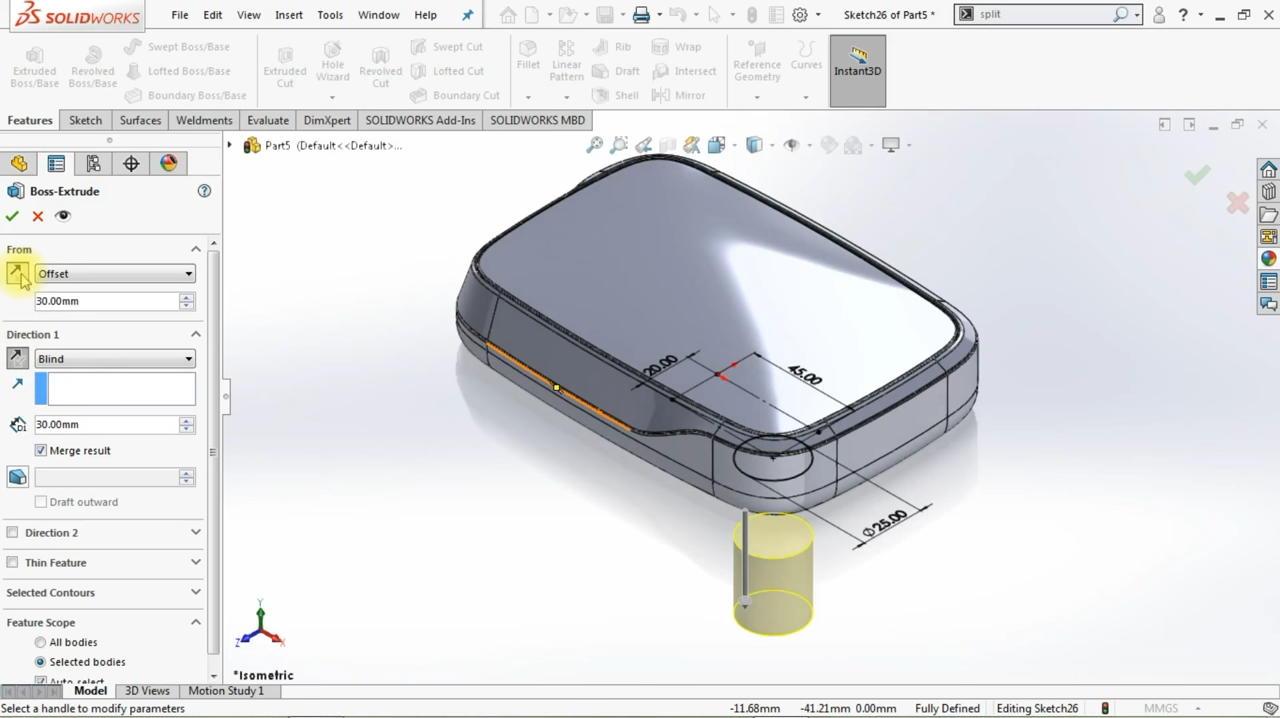 SOLIDWORKS File Edit View Insert Tools Window Help Sketch26 of Part5 * split
Extruded Boss/Base
Revolved Boss/Base
Swept Boss/Base
Lofted Boss/Base
Boundary Boss/Base
Extruded Cut
Hole Wizard
Revolved Cut
Swept Cut
Lofted Cut
Boundary Cut
Fillet
Linear Pattern
Rib
Draft
Shell
Wrap
Intersect
Mirror
Reference Geometry
Curves
Instant3D
Features Sketch Surfaces Weldments Evaluate DimXpert SOLIDWORKS Add-Ins SOLIDWORKS MBD
Part5 (Default<<Default>...
Boss-Extrude
From
Offset
30.00mm
Direction 1
Blind
30.00mm
Merge result
Draft outward
Direction 2
Thin Feature
Selected Contours
Feature Scope
All bodies
Selected bodies
Auto-select
20.00
45.00
Ø25.00
Y
Z
X
*Isometric
Model 3D Views Motion Study 1
Select a handle to modify parameters -11.68mm -41.21mm 0.00mm Fully Defined Editing Sketch26 MMGS